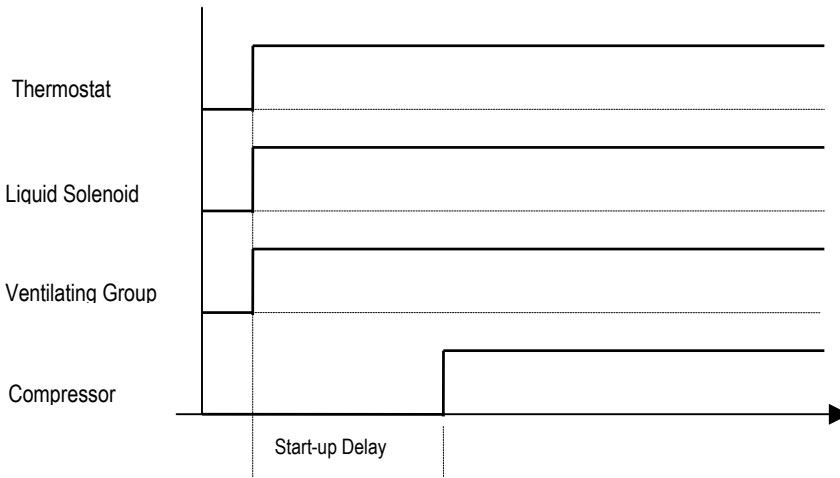 Thermostat
Liquid Solenoid
Ventilating Group
Compressor
Start-up Delay